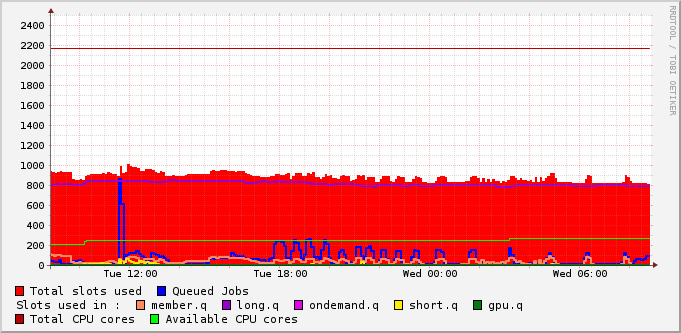 RRDTOOL / TOBI OETIKER
2400
2200
2000
1800
1600
1400
1200
1000
800
600
400
200
0
Tue 12:00 Tue 18:00 Wed 00:00 Wed 06:00
Total slots used Queued Jobs
Slots used in : member.q long.q ondemand.q short.q gpu.q
Total CPU cores Available CPU cores